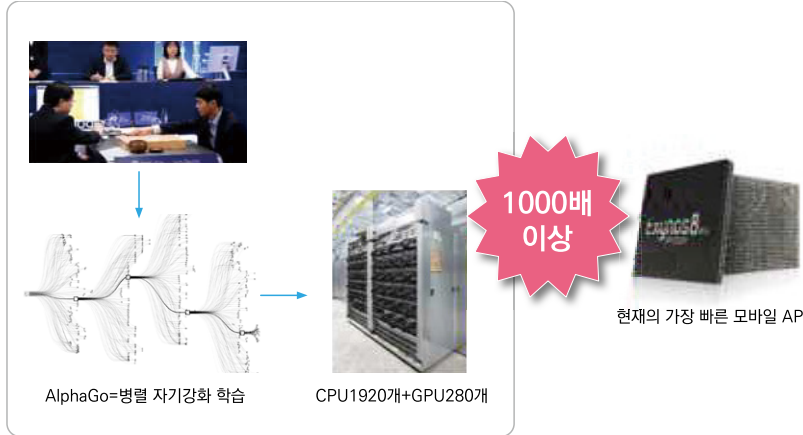 1000배
이상
Exynos8
현재의 가장 빠른 모바일 AP
AlphaGo=병렬 자기강화 학습
CPU1920개+GPU280개